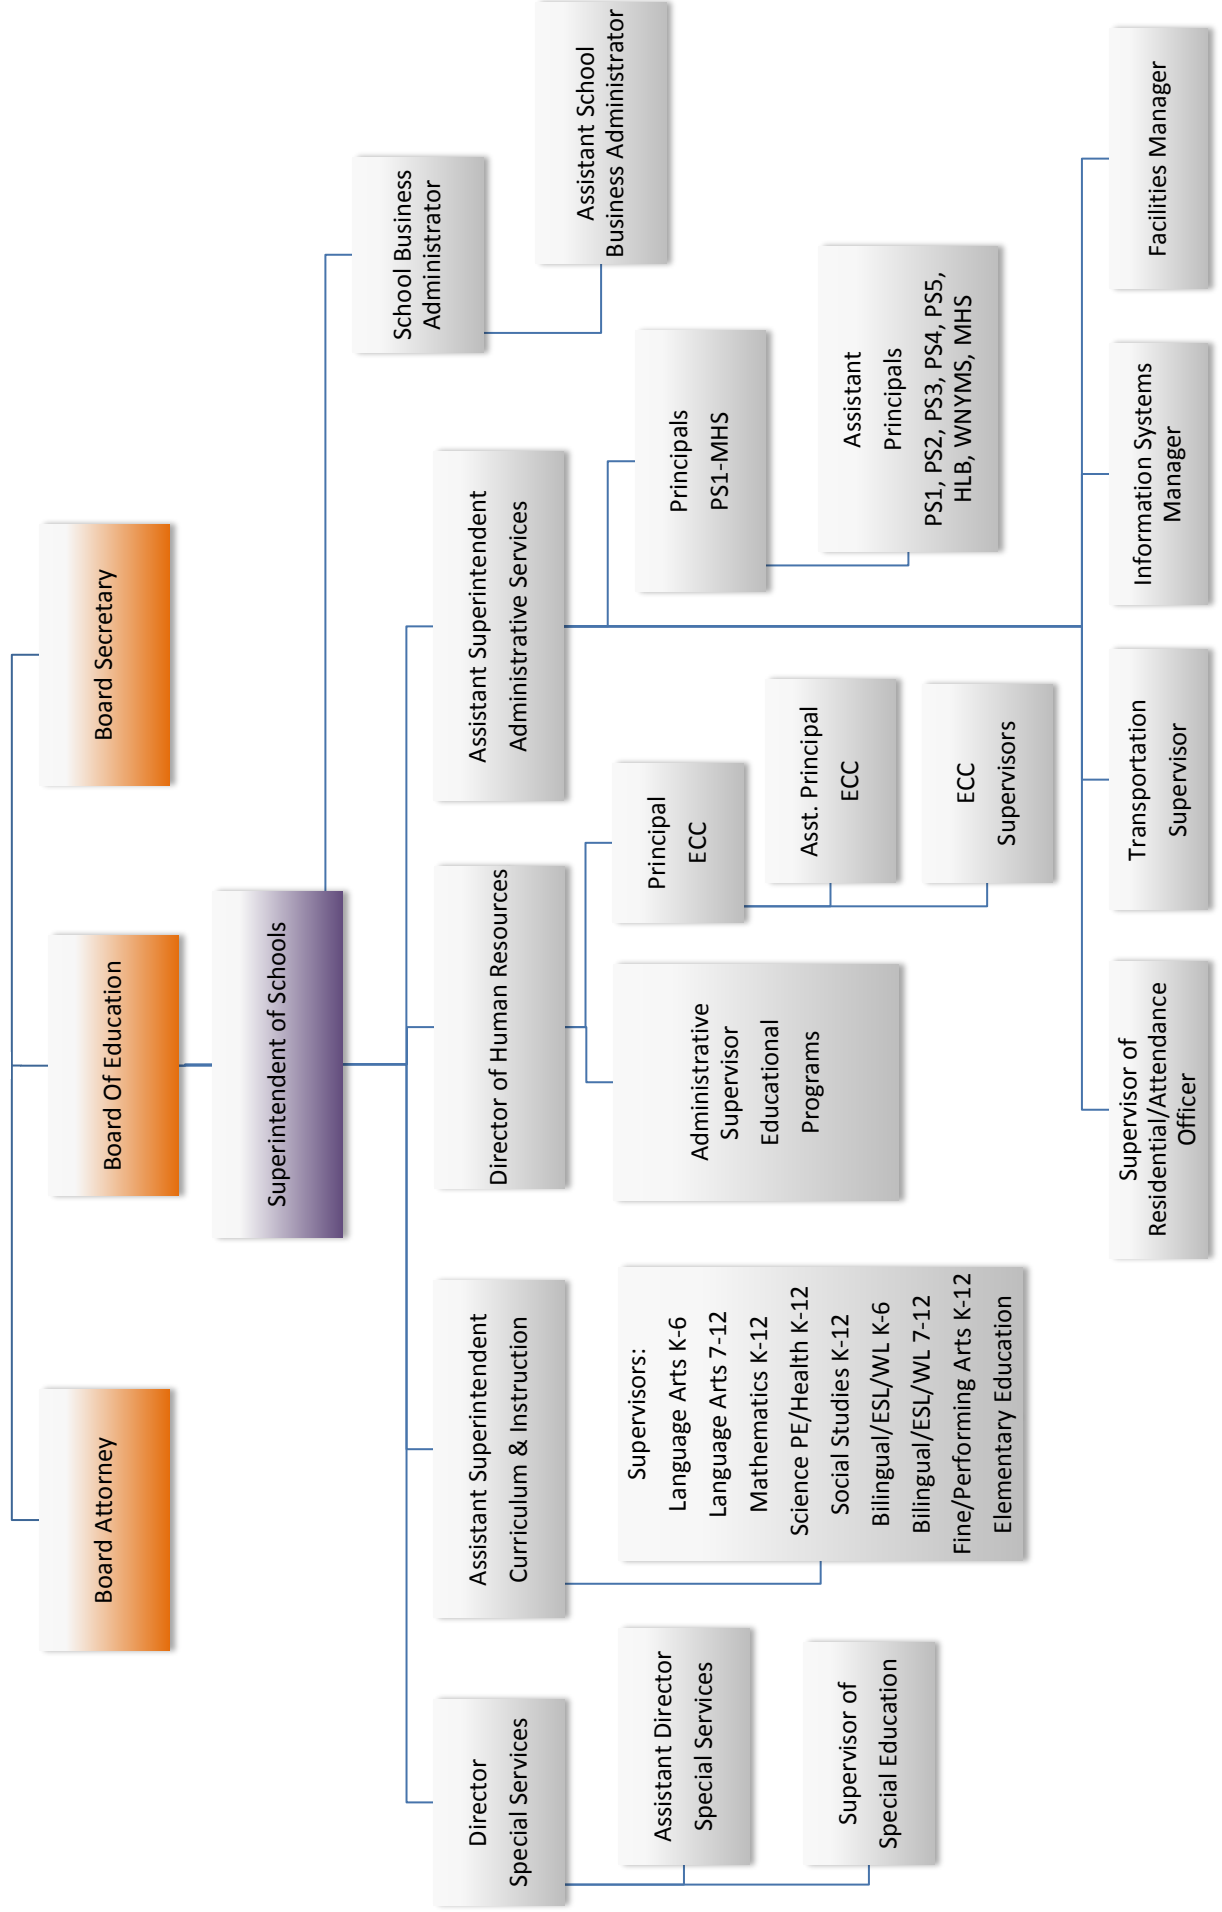 Board Attorney
Board Of Education
Board Secretary
Superintendent of Schools
School Business
Administrator
Assistant School
Business Administrator
Director
Special Services
Assistant Superintendent
Curriculum & Instruction
Director of Human Resources
Assistant Superintendent
Administrative Services
Assistant Director
Special Services
Supervisor of
Special Education
Supervisors:
Language Arts K-6
Language Arts 7-12
Mathematics K-12
Science PE/Health K-12
Social Studies K-12
Bilingual/ESL/WL K-6
Bilingual/ESL/WL 7-12
Fine/Performing Arts K-12
Elementary Education
Administrative
Supervisor
Educational
Programs
Principal
ECC
Asst. Principal
ECC
ECC
Supervisors
Principals
PS1-MHS
Assistant
Principals
PS1, PS2, PS3, PS4, PS5,
HLB, WNYMS, MHS
Supervisor of
Residential/Attendance
Officer
Transportation
Supervisor
Information Systems
Manager
Facilities Manager